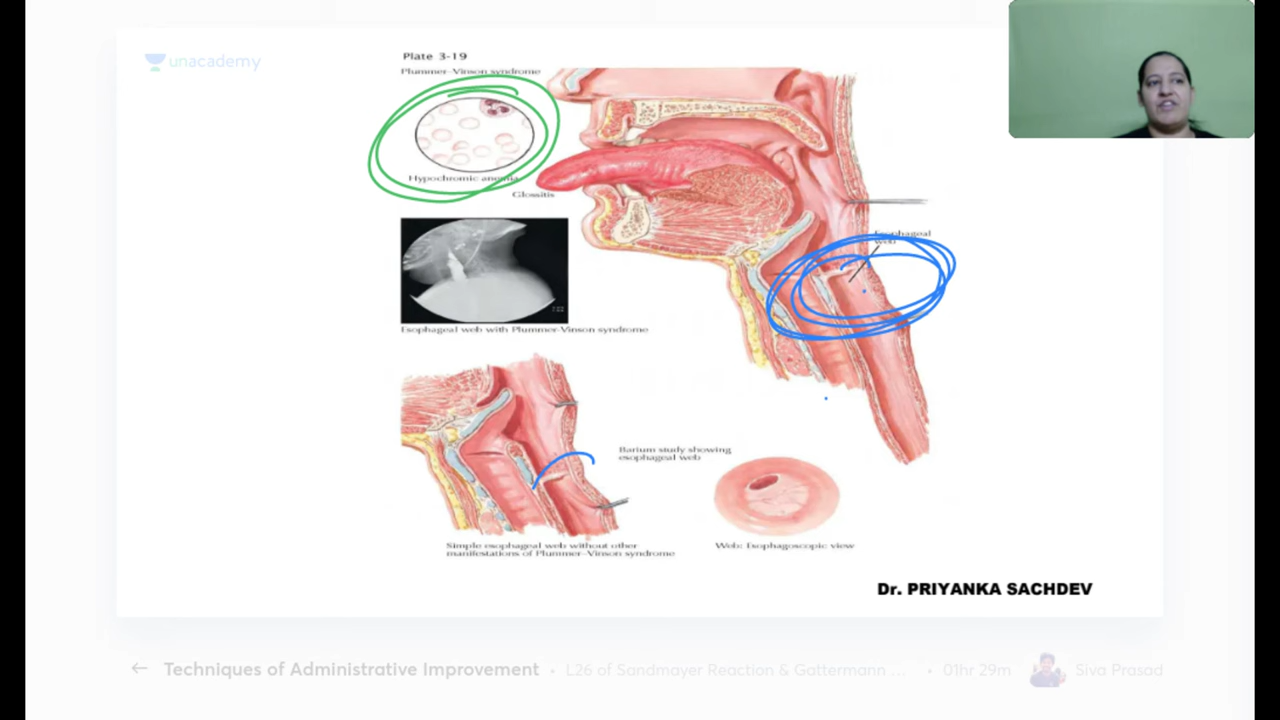 unacademy
Plate 3-19
Plummer-Vinson syndrome
Hypochromic anemia
Glossitis
Esophageal
web
Esophageal web with Plummer-Vinson syndrome
Barium study showing
esophageal web
Simple esophageal web without other
manifestations of Plummer-Vinson syndrome
Web: Esophagoscopic view
Dr. PRIYANKA SACHDEV
← Techniques of Administrative Improvement • L26 of Sandmayer Reaction & Gattermann ... • 01hr 29m Siva Prasad